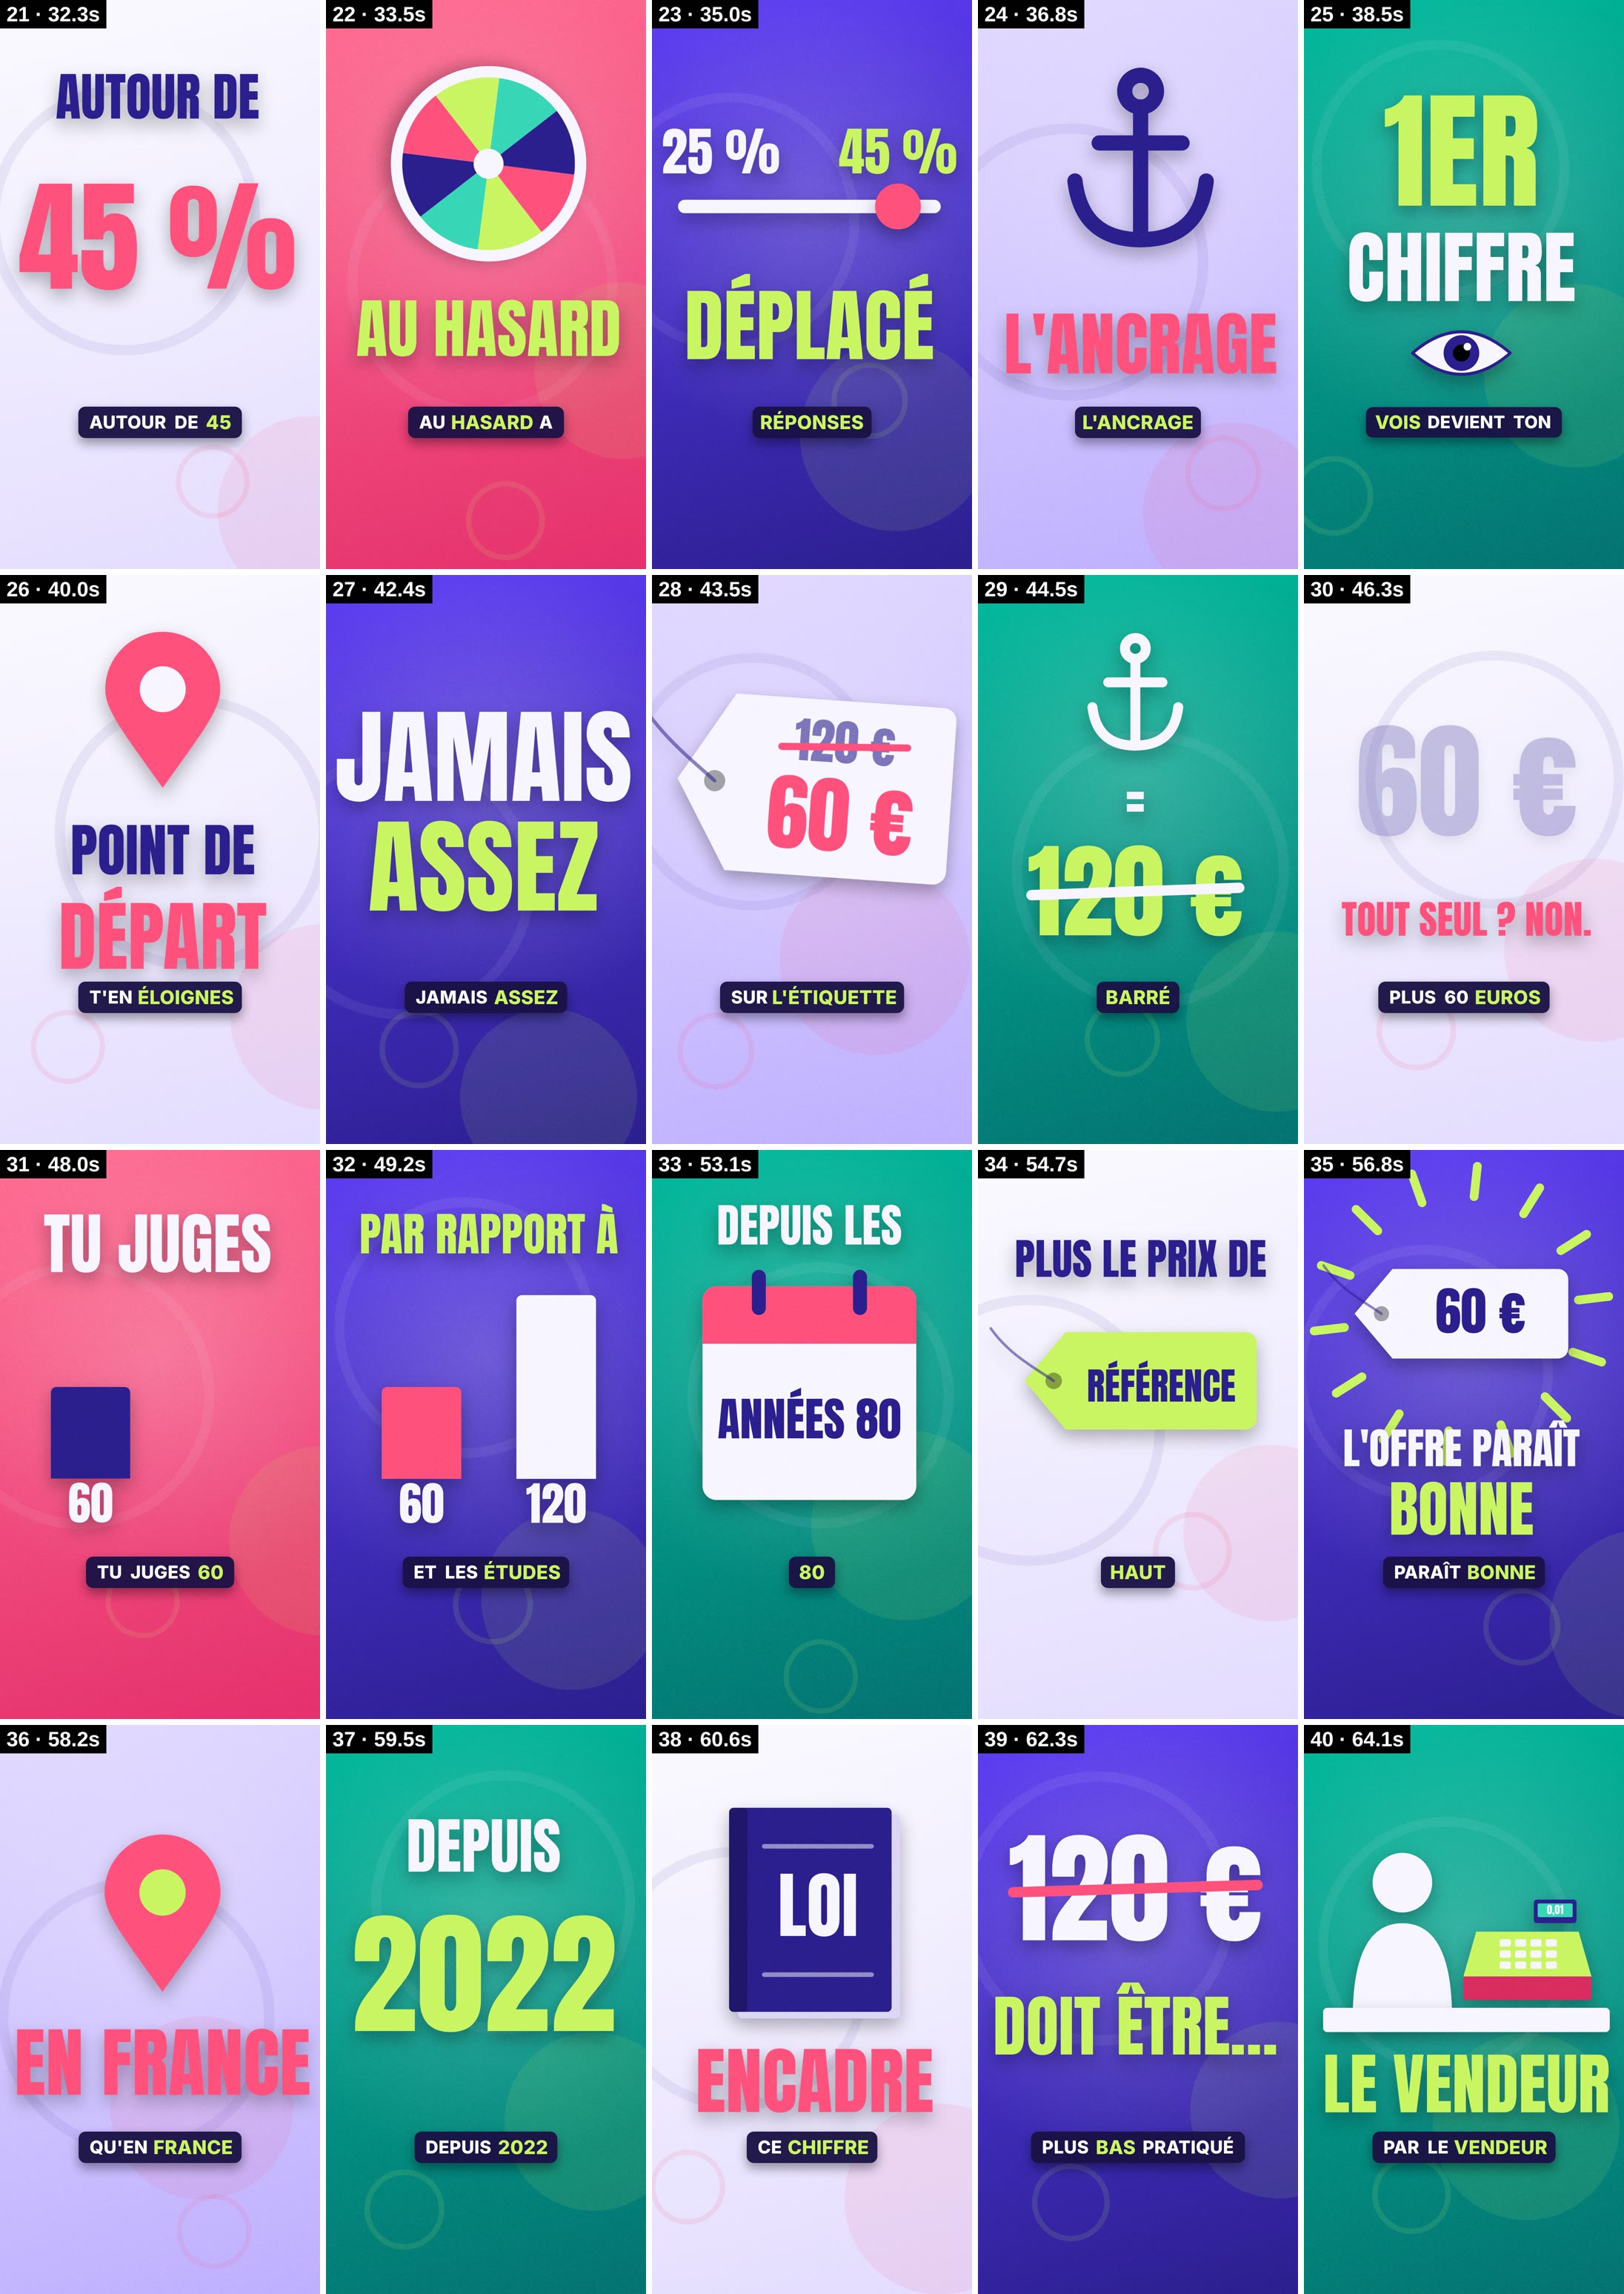 21 · 32.3s
AUTOUR DE
45 %
AUTOUR DE 45
22 · 33.5s
AU HASARD
AU HASARD A
23 · 35.0s
25 % 45 %
DÉPLACÉ
RÉPONSES
24 · 36.8s
L'ANCRAGE
L'ANCRAGE
25 · 38.5s
1ER
CHIFFRE
VOIS DEVIENT TON
26 · 40.0s
POINT DE
DÉPART
T'EN ÉLOIGNES
27 · 42.4s
JAMAIS
ASSEZ
JAMAIS ASSEZ
28 · 43.5s
120 €
60 €
SUR L'ÉTIQUETTE
29 · 44.5s
=
120 €
BARRÉ
30 · 46.3s
60 €
TOUT SEUL ? NON.
PLUS 60 EUROS
31 · 48.0s
TU JUGES
60
TU JUGES 60
32 · 49.2s
PAR RAPPORT À
60 120
ET LES ÉTUDES
33 · 53.1s
DEPUIS LES
ANNÉES 80
80
34 · 54.7s
PLUS LE PRIX DE
RÉFÉRENCE
HAUT
35 · 56.8s
60 €
L'OFFRE PARAÎT
BONNE
PARAÎT BONNE
36 · 58.2s
EN FRANCE
QU'EN FRANCE
37 · 59.5s
DEPUIS
2022
DEPUIS 2022
38 · 60.6s
LOI
ENCADRE
CE CHIFFRE
39 · 62.3s
120 €
DOIT ÊTRE...
PLUS BAS PRATIQUÉ
40 · 64.1s
0,01
LE VENDEUR
PAR LE VENDEUR